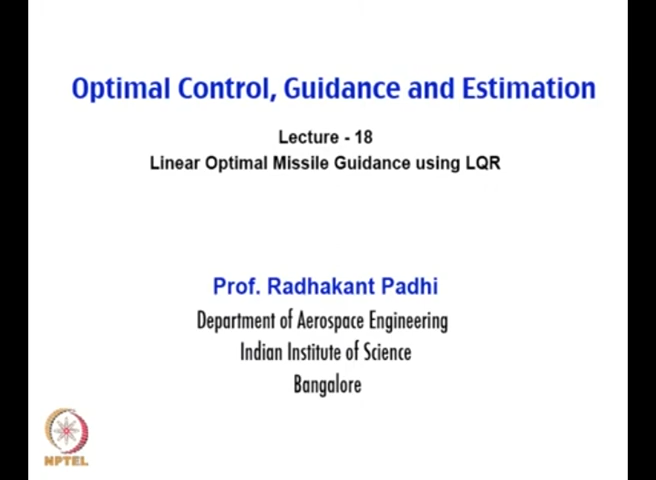 Optimal Control, Guidance and Estimation
Lecture - 18
Linear Optimal Missile Guidance using LQR
Prof. Radhakant Padhi
Department of Aerospace Engineering
Indian Institute of Science
Bangalore
NPTEL